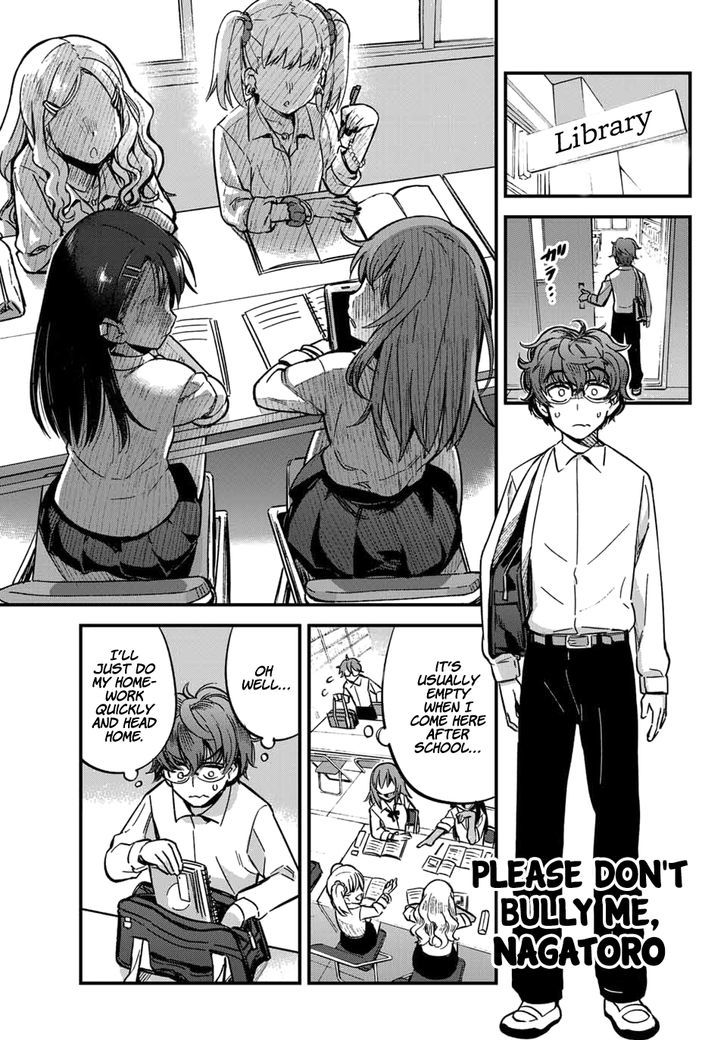 Library
ガラッ
IT'S
USUALLY
EMPTY
WHEN I
COME HERE
AFTER
SCHOOL...
OH
WELL...
I'LL
JUST DO
MY HOME-
WORK
QUICKLY
AND HEAD
HOME.
PLEASE DON'T
BULLY ME,
NAGATORO